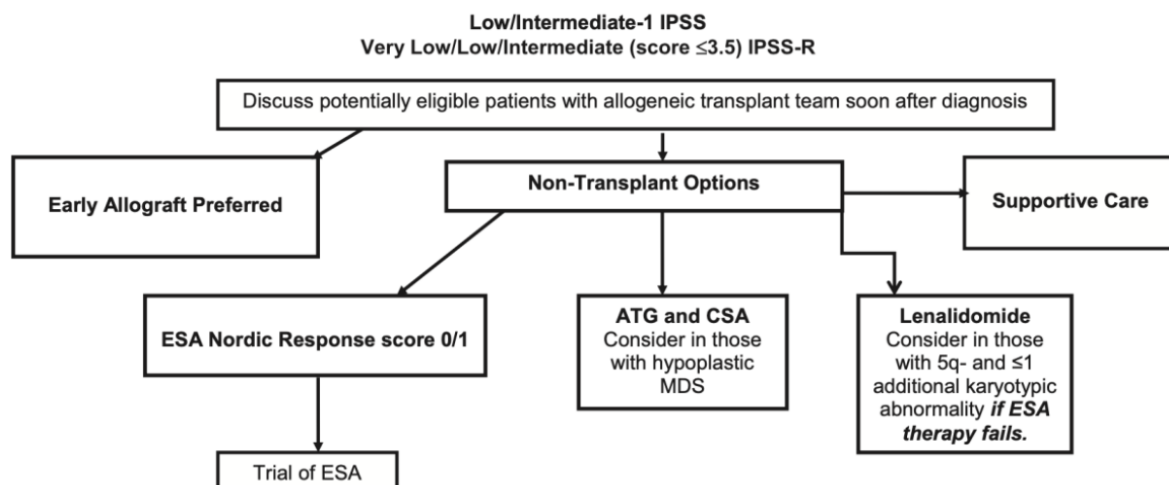 Low/Intermediate-1 IPSS
Very Low/Low/Intermediate (score ≤3.5) IPSS-R
Discuss potentially eligible patients with allogeneic transplant team soon after diagnosis
Early Allograft Preferred
Non-Transplant Options
Supportive Care
ESA Nordic Response score 0/1
ATG and CSA
Consider in those
with hypoplastic
MDS
Lenalidomide
Consider in those
with 5q- and ≤1
additional karyotypic
abnormality if ESA
therapy fails.
Trial of ESA